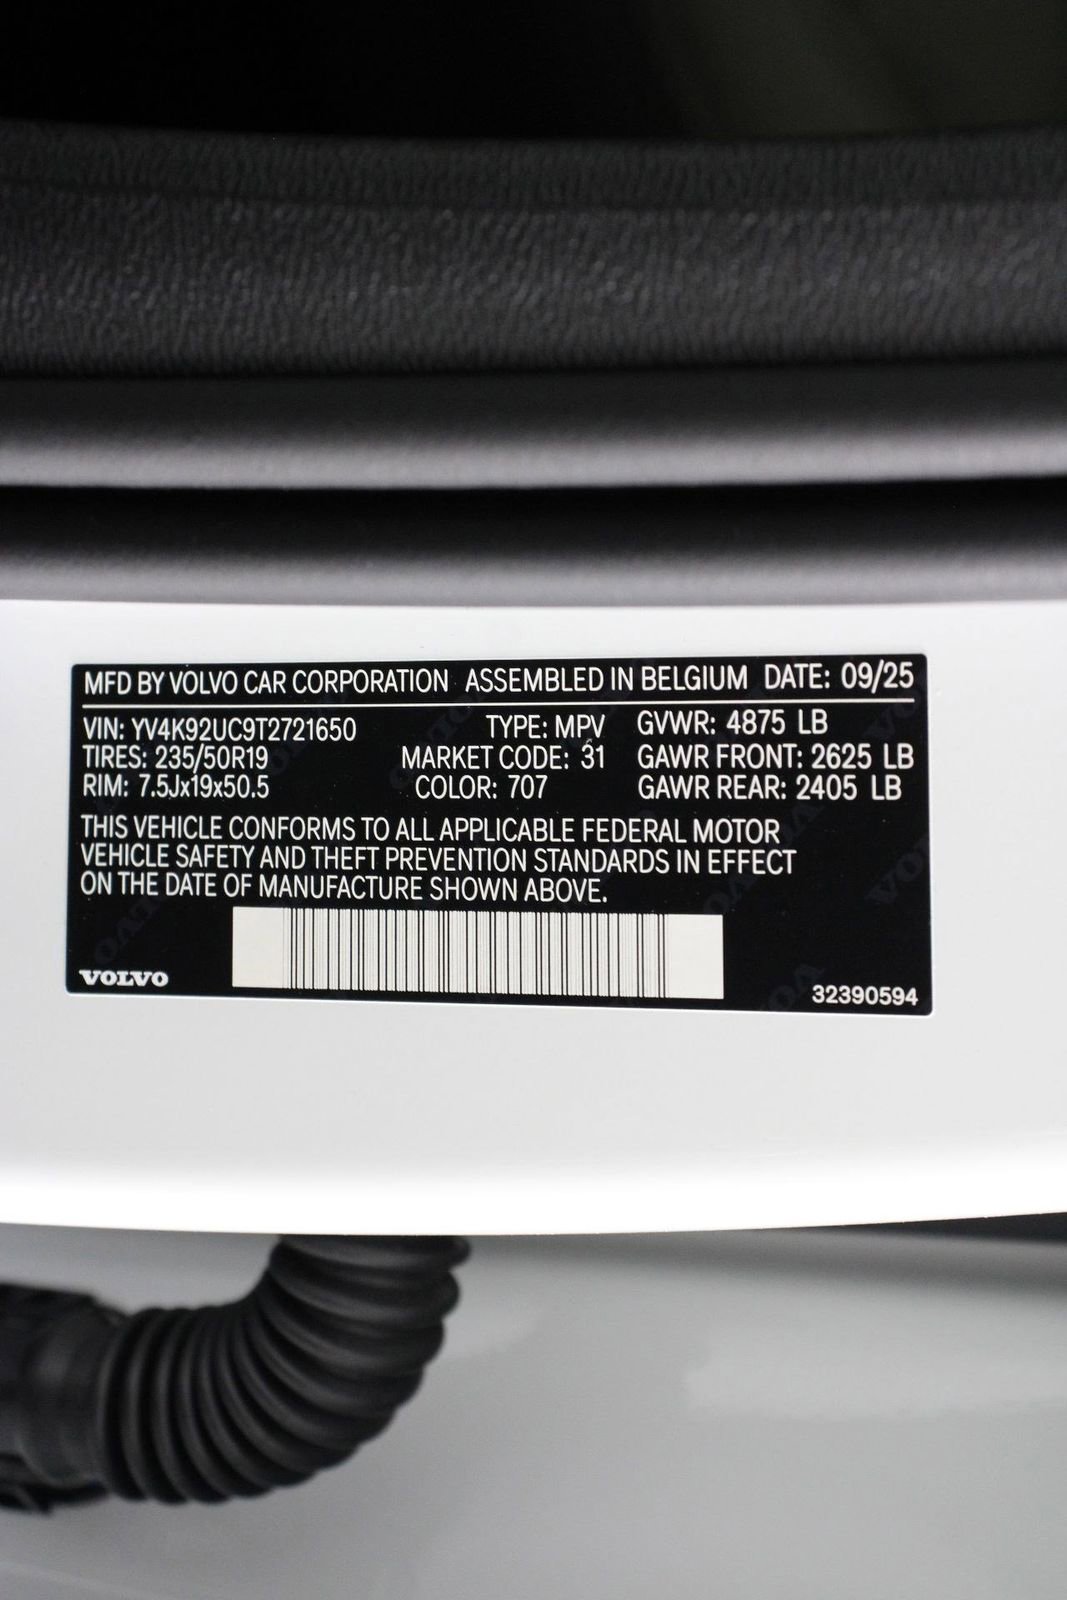 MFD BY VOLVO CAR CORPORATION ASSEMBLED IN BELGIUM DATE: 09/25
VIN: YV4K92UC9T2721650 TYPE: MPV GVWR: 4875 LB
TIRES: 235/50R19 MARKET CODE: 31 GAWR FRONT: 2625 LB
RIM: 7.5Jx19x50.5 COLOR: 707 GAWR REAR: 2405 LB
THIS VEHICLE CONFORMS TO ALL APPLICABLE FEDERAL MOTOR
VEHICLE SAFETY AND THEFT PREVENTION STANDARDS IN EFFECT
ON THE DATE OF MANUFACTURE SHOWN ABOVE.
VOLVO 32390594